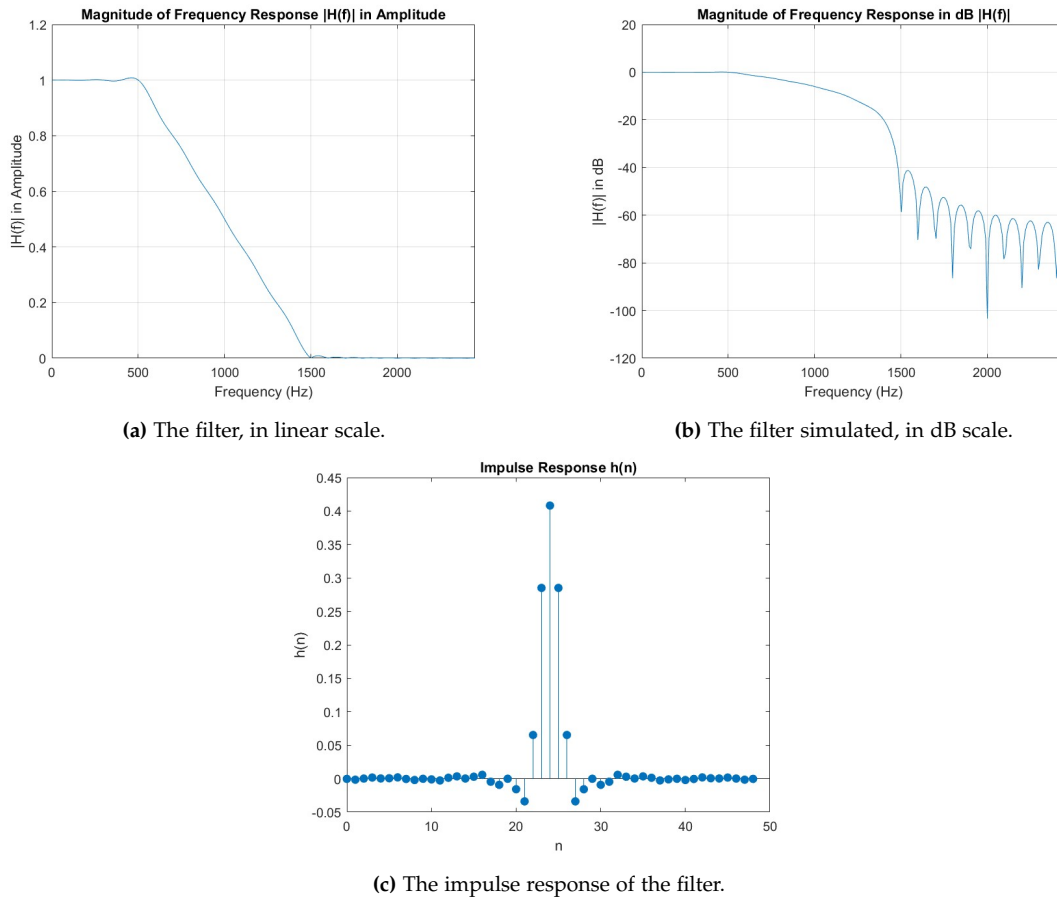 Magnitude of Frequency Response |H(f)| in Amplitude
1.2
1
0.8
0.6
0.4
0.2
0
|H(f)| in Amplitude
0 500 1000 1500 2000
Frequency (Hz)
(a) The filter, in linear scale.
Magnitude of Frequency Response in dB |H(f)|
20
0
-20
-40
-60
-80
-100
-120
|H(f)| in dB
0 500 1000 1500 2000
Frequency (Hz)
(b) The filter simulated, in dB scale.
Impulse Response h(n)
0.45
0.4
0.35
0.3
0.25
0.2
0.15
0.1
0.05
0
-0.05
h(n)
0 10 20 30 40 50
n
(c) The impulse response of the filter.